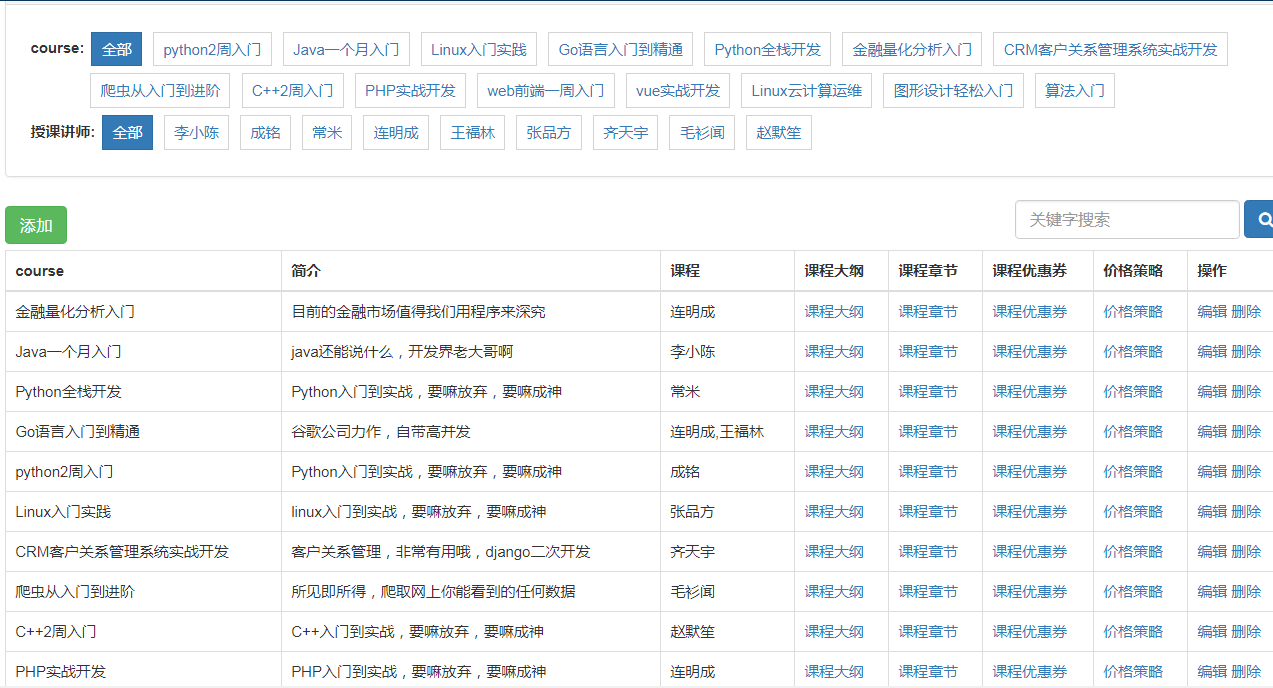 course: 全部 python2周入门 Java一个月入门 Linux入门实践 Go语言入门到精通 Python全栈开发 金融量化分析入门 CRM客户关系管理系统实战开发
爬虫从入门到进阶 C++2周入门 PHP实战开发 web前端一周入门 vue实战开发 Linux云计算运维 图形设计轻松入门 算法入门
授课讲师: 全部 李小陈 成铭 常米 连明成 王福林 张品方 齐天宇 毛衫闻 赵默笙
添加 关键字搜索
course 简介 课程 课程大纲 课程章节 课程优惠券 价格策略 操作
金融量化分析入门 目前的金融市场值得我们用程序来深究 连明成 课程大纲 课程章节 课程优惠券 价格策略 编辑 删除
Java一个月入门 java还能说什么，开发界老大哥啊 李小陈 课程大纲 课程章节 课程优惠券 价格策略 编辑 删除
Python全栈开发 Python入门到实战，要嘛放弃，要嘛成神 常米 课程大纲 课程章节 课程优惠券 价格策略 编辑 删除
Go语言入门到精通 谷歌公司力作，自带高并发 连明成,王福林 课程大纲 课程章节 课程优惠券 价格策略 编辑 删除
python2周入门 Python入门到实战，要嘛放弃，要嘛成神 成铭 课程大纲 课程章节 课程优惠券 价格策略 编辑 删除
Linux入门实践 linux入门到实战，要嘛放弃，要嘛成神 张品方 课程大纲 课程章节 课程优惠券 价格策略 编辑 删除
CRM客户关系管理系统实战开发 客户关系管理，非常有用哦，django二次开发 齐天宇 课程大纲 课程章节 课程优惠券 价格策略 编辑 删除
爬虫从入门到进阶 所见即所得，爬取网上你能看到的任何数据 毛衫闻 课程大纲 课程章节 课程优惠券 价格策略 编辑 删除
C++2周入门 C++入门到实战，要嘛放弃，要嘛成神 赵默笙 课程大纲 课程章节 课程优惠券 价格策略 编辑 删除
PHP实战开发 PHP入门到实战，要嘛放弃，要嘛成神 连明成 课程大纲 课程章节 课程优惠券 价格策略 编辑 删除